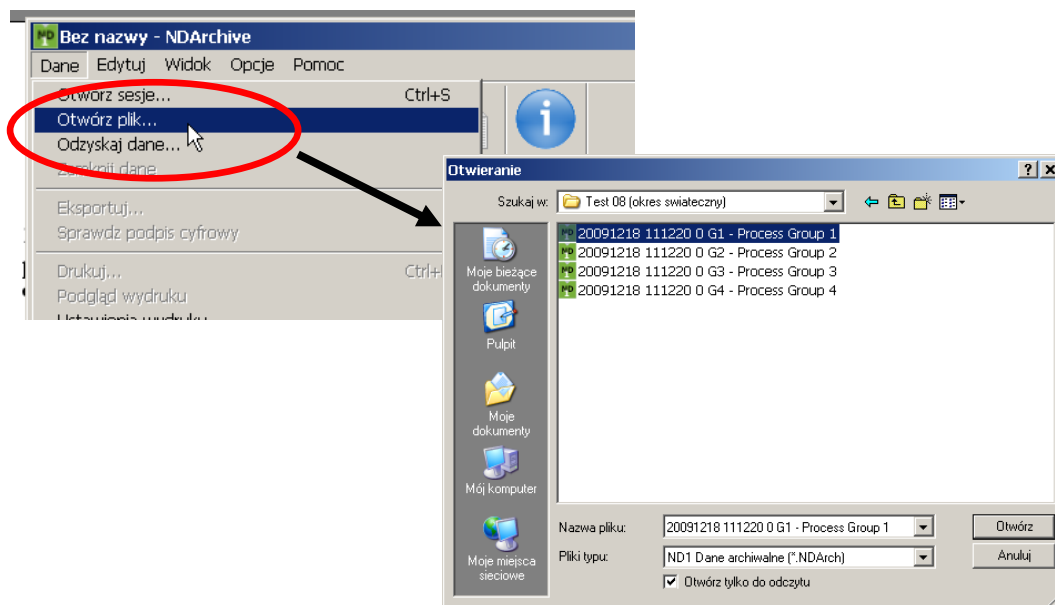 Bez nazwy - NDArchive
Dane Edytuj Widok Opcje Pomoc
Otwórz sesje... Ctrl+S
Otwórz plik...
Odzyskaj dane...
Zamknij dane
Eksportuj...
Sprawdz podpis cyfrowy
Drukuj... Ctrl+
Podgląd wydruku
Ustawienia wydruku
Otwieranie
Szukaj w: Test 08 (okres swiateczny)
Moje bieżące
dokumenty
Pulpit
Moje
dokumenty
Mój komputer
Moje miejsca
sieciowe
20091218 111220 0 G1 - Process Group 1
20091218 111220 0 G2 - Process Group 2
20091218 111220 0 G3 - Process Group 3
20091218 111220 0 G4 - Process Group 4
Nazwa pliku: 20091218 111220 0 G1 - Process Group 1 Otwórz
Pliki typu: ND1 Dane archiwalne (*.NDArch) Anuluj
Otwórz tylko do odczytu